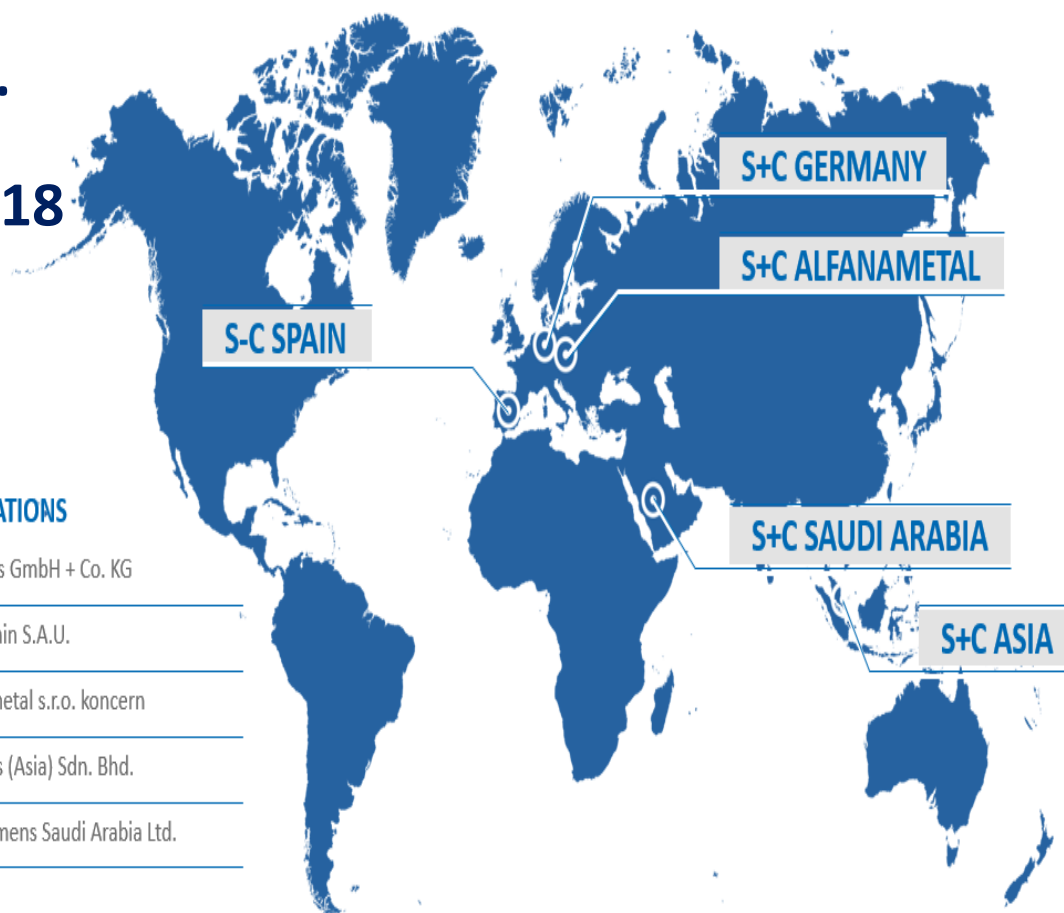 .
18
S+C GERMANY
S+C ALFANAMETAL
S-C SPAIN
ATIONS
s GmbH + Co. KG
in S.A.U.
S+C SAUDI ARABIA
netal s.r.o. koncern
S+C ASIA
s (Asia) Sdn. Bhd.
mens Saudi Arabia Ltd.